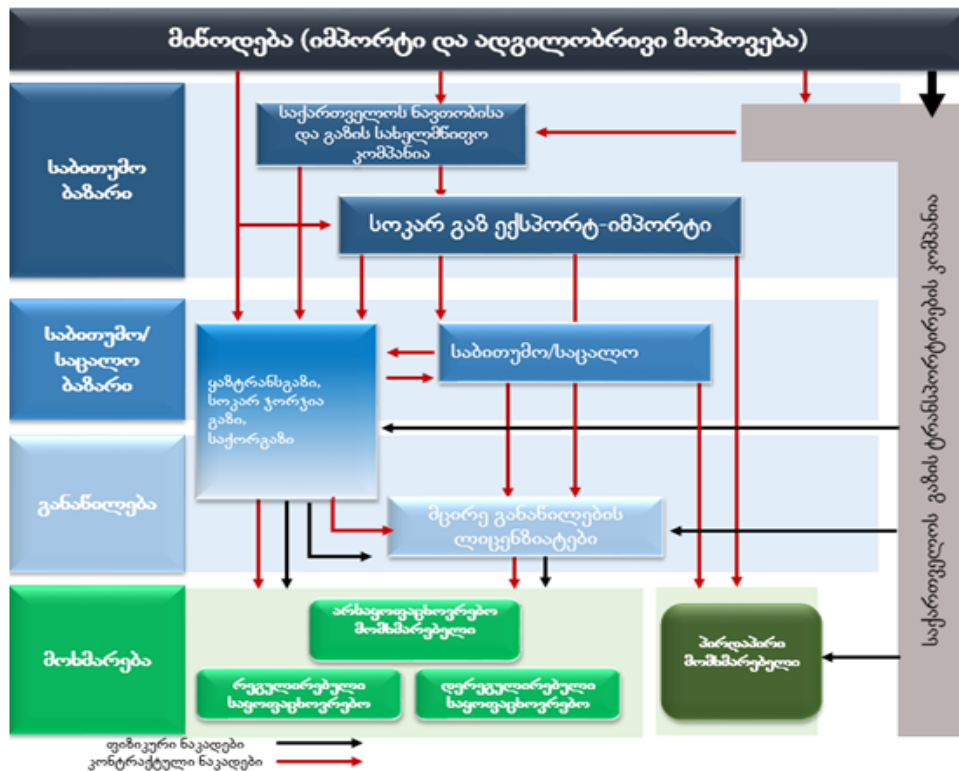 მიწოდება (იმპორტი და ადგილობრივი მოპოვება)
საბითუმო
ბაზარი
საქართველოს ნავთობისა
და გაზის სახელმწიფო
კომპანია
სოკარ გაზ ექსპორტ-იმპორტი
საბითუმო/
საცალო
ბაზარი
ყაზტრანსგაზი,
სოკარ ჯორჯია
გაზი,
საქორგაზი
საბითუმო/საცალო
განაწილება
მცირე განაწილების
ლიცენზიატები
მოხმარება
არსაყოფაცხოვრებო
მომხმარებელი
რეგულირებული
საყოფაცხოვრებო
დერეგულირებული
საყოფაცხოვრებო
პირდაპირი
მომხმარებელი
საქართველოს გაზის ტრანსპორტირების კომპანია
ფიზიკური ნაკადები
კონტრაქტული ნაკადები